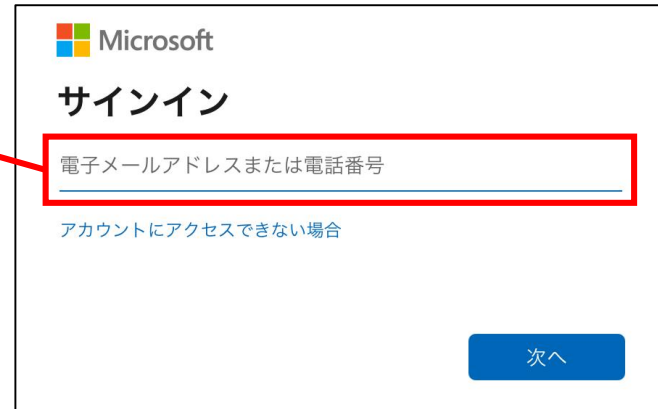 Microsoft
サインイン
電子メールアドレスまたは電話番号
アカウントにアクセスできない場合
次へ